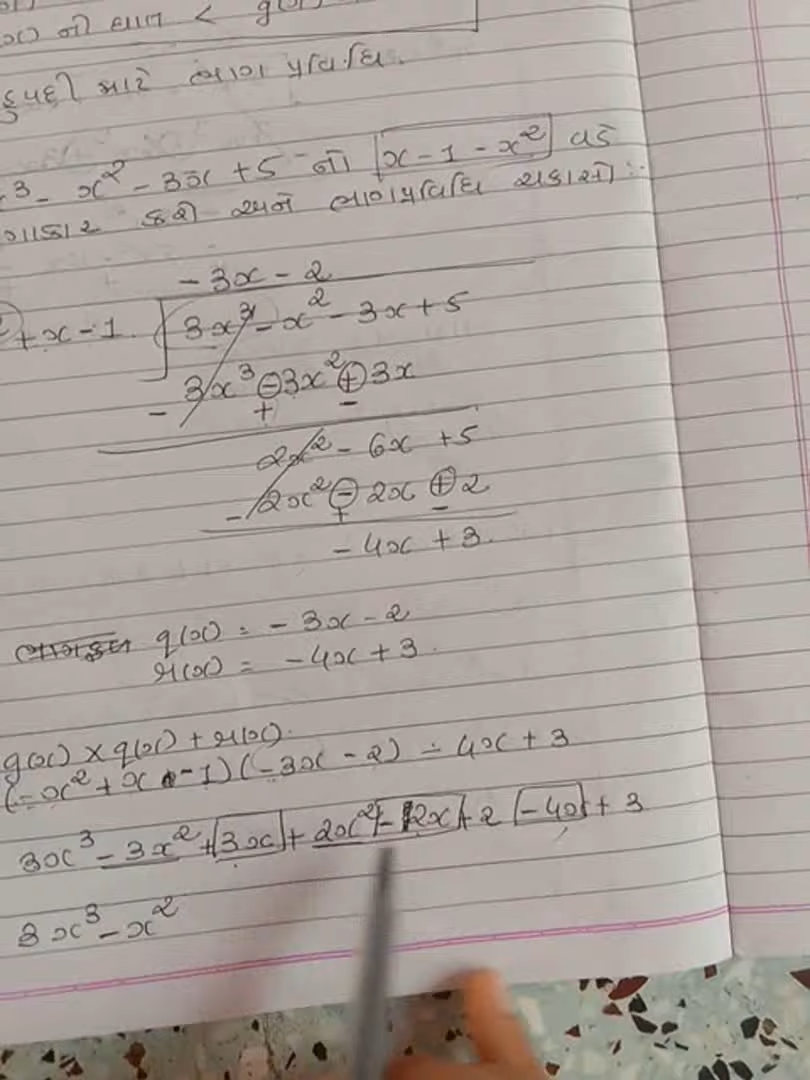 x ની ઘાત < g(x)
દ્વિપદી માટે ભાગ પ્રવિધિ.
x³ - x² - 3x + 5 નો x - 1 - x² વડે
ભાગાકાર કરો અને ભાગપ્રવિધિ ચકાસો :-
- 3x - 2
+ x - 1 3x³ - x² - 3x + 5
3x³ - 3x² + 3x
- + -
2x² - 6x + 5
2x² - 2x + 2
- + -
- 4x + 3.
q(x) = - 3x - 2
r(x) = - 4x + 3.
g(x) × q(x) + r(x).
(- x² + x - 1) (- 3x - 2) - 4x + 3
3x³ - 3x² + 3x + 2x² - 2x + 2 - 4x + 3
3x³ - x²